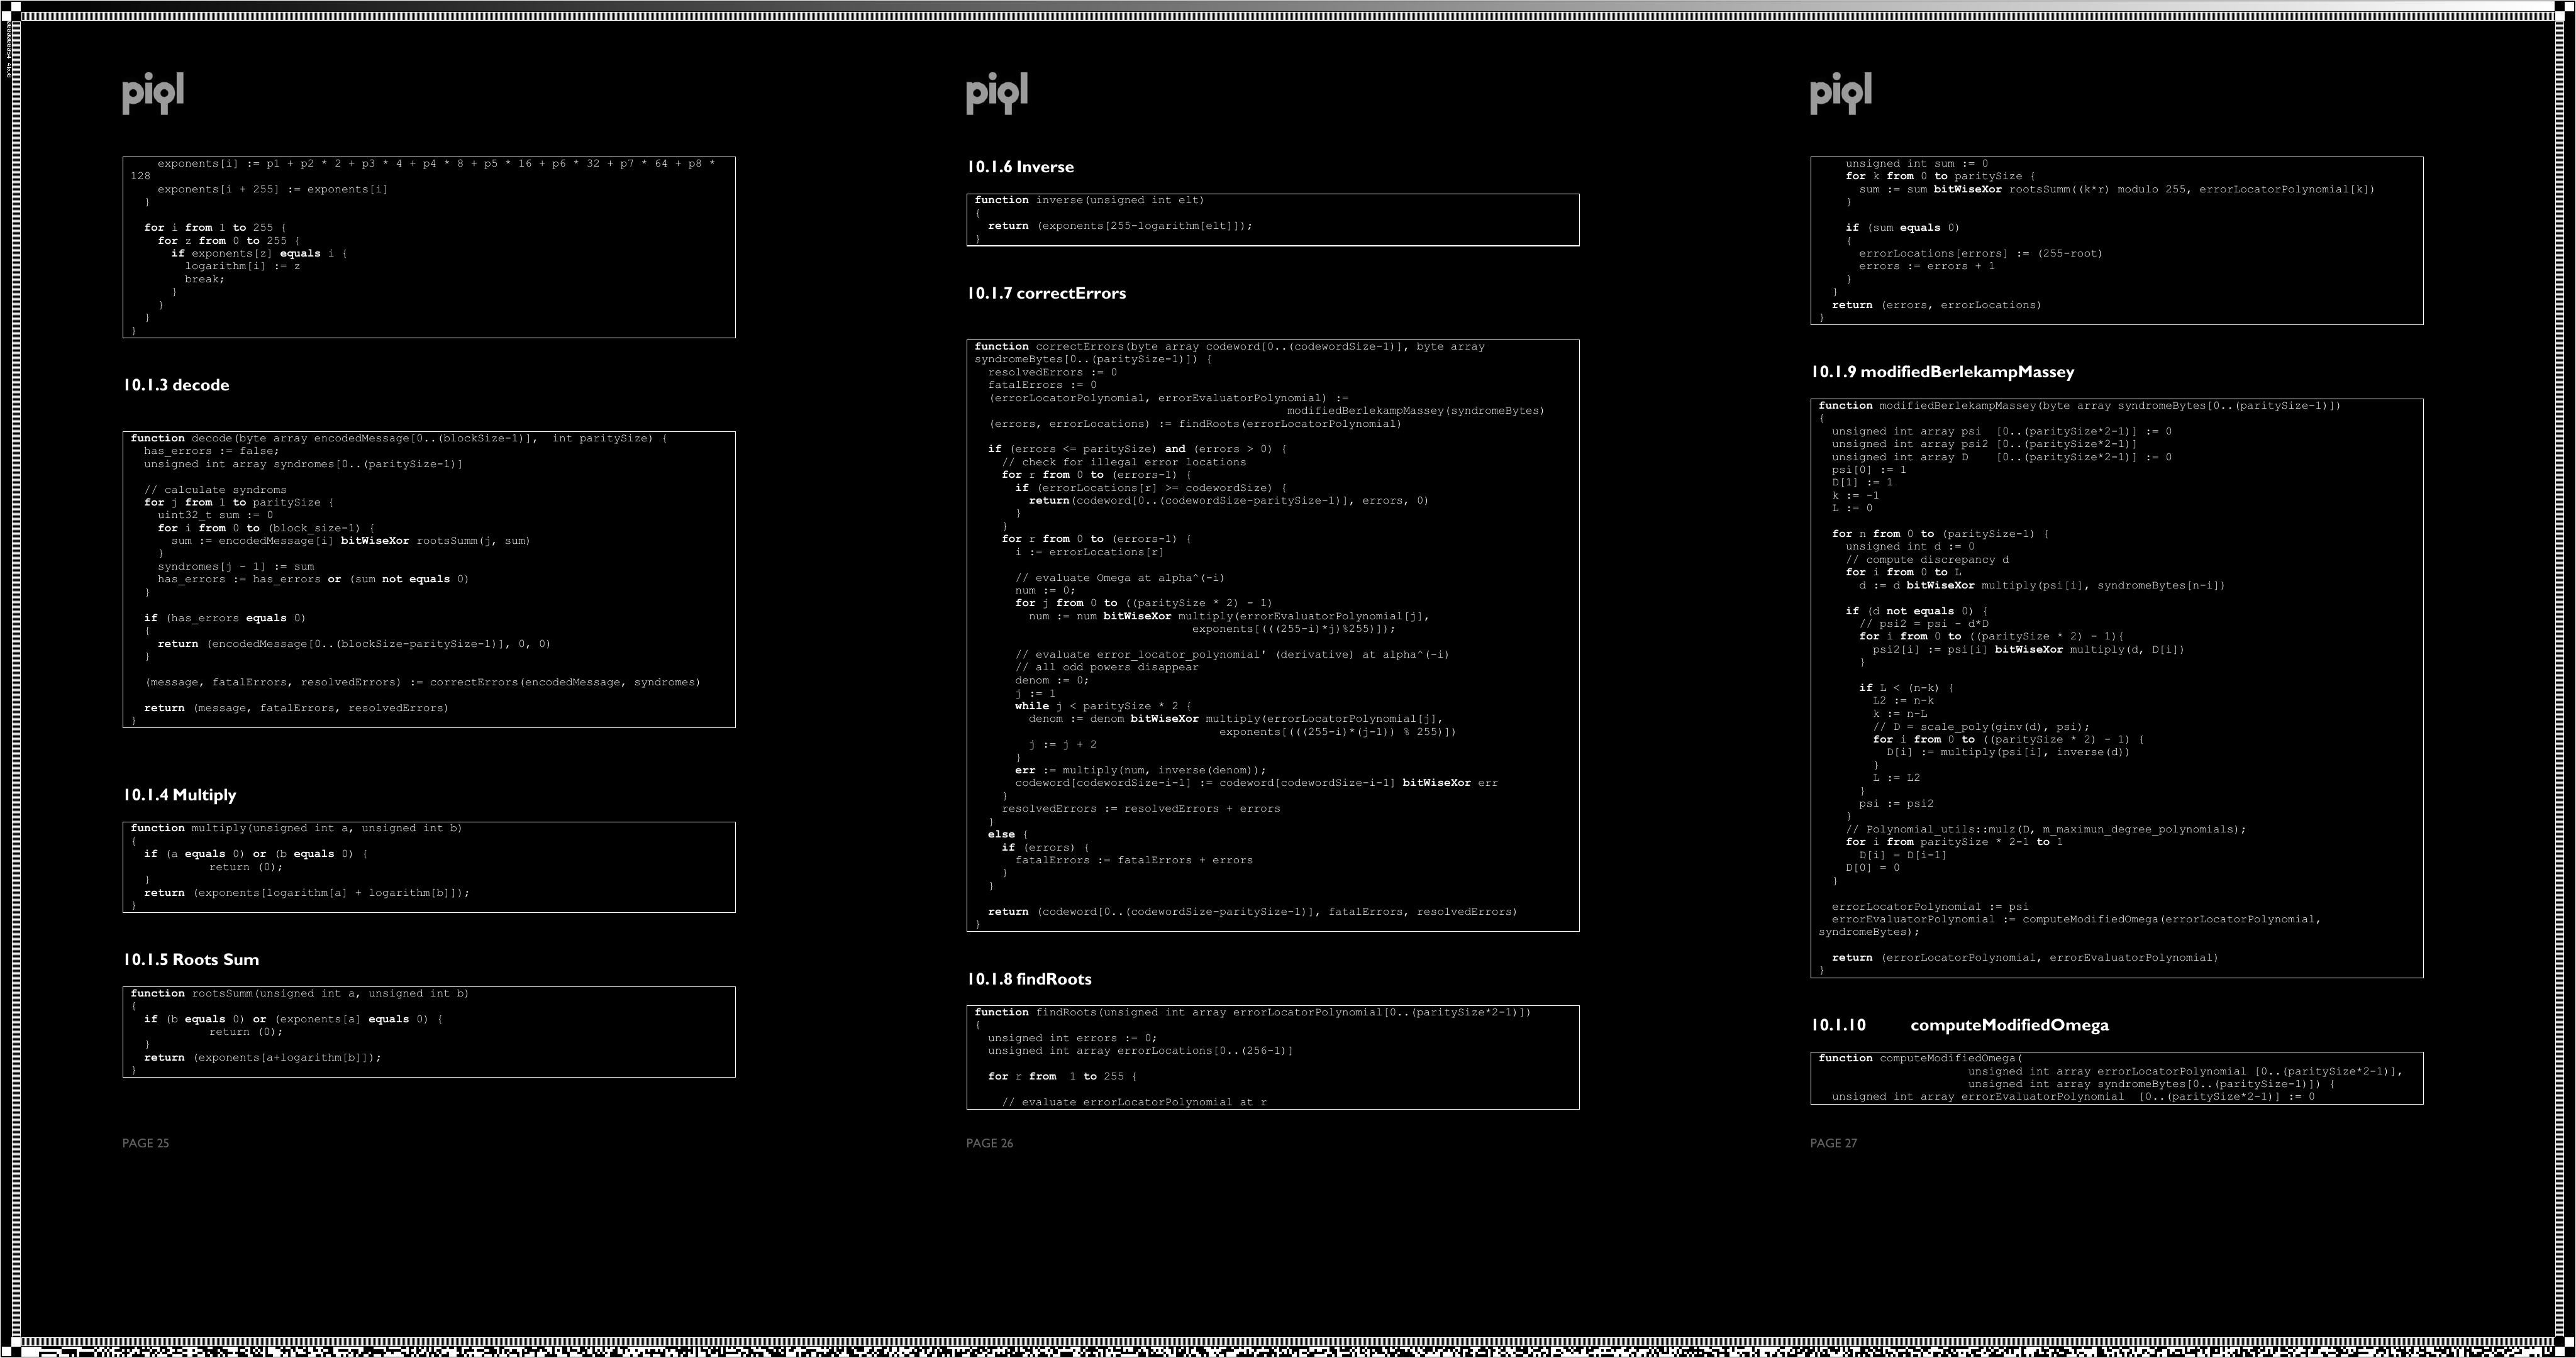 piql
    exponents[i] := p1 + p2 * 2 + p3 * 4 + p4 * 8 + p5 * 16 + p6 * 32 + p7 * 64 + p8 *
128
    exponents[i + 255] := exponents[i]
  }
  for i from 1 to 255 {
    for z from 0 to 255 {
      if exponents[z] equals i {
        logarithm[i] := z
        break;
      }
    }
  }
}
10.1.3 decode
function decode(byte array encodedMessage[0..(blockSize-1)],  int paritySize) {
  has_errors := false;
  unsigned int array syndromes[0..(paritySize-1)]
  // calculate syndroms
  for j from 1 to paritySize {
    uint32_t sum := 0
    for i from 0 to (block_size-1) {
      sum := encodedMessage[i] bitWiseXor rootsSumm(j, sum)
    }
    syndromes[j - 1] := sum
    has_errors := has_errors or (sum not equals 0)
  }
  if (has_errors equals 0)
  {
    return (encodedMessage[0..(blockSize-paritySize-1)], 0, 0)
  }
  (message, fatalErrors, resolvedErrors) := correctErrors(encodedMessage, syndromes)
  return (message, fatalErrors, resolvedErrors)
}
10.1.4 Multiply
function multiply(unsigned int a, unsigned int b)
{
  if (a equals 0) or (b equals 0) {
            return (0);
  }
  return (exponents[logarithm[a] + logarithm[b]]);
}
10.1.5 Roots Sum
function rootsSumm(unsigned int a, unsigned int b)
{
  if (b equals 0) or (exponents[a] equals 0) {
            return (0);
  }
  return (exponents[a+logarithm[b]]);
}
PAGE 25
piql
10.1.6 Inverse
function inverse(unsigned int elt)
{
  return (exponents[255-logarithm[elt]]);
}
10.1.7 correctErrors
function correctErrors(byte array codeword[0..(codewordSize-1)], byte array
syndromeBytes[0..(paritySize-1)]) {
  resolvedErrors := 0
  fatalErrors := 0
  (errorLocatorPolynomial, errorEvaluatorPolynomial) :=
                                              modifiedBerlekampMassey(syndromeBytes)
  (errors, errorLocations) := findRoots(errorLocatorPolynomial)
  if (errors <= paritySize) and (errors > 0) {
    // check for illegal error locations
    for r from 0 to (errors-1) {
      if (errorLocations[r] >= codewordSize) {
        return(codeword[0..(codewordSize-paritySize-1)], errors, 0)
      }
    }
    for r from 0 to (errors-1) {
      i := errorLocations[r]
      // evaluate Omega at alpha^(-i)
      num := 0;
      for j from 0 to ((paritySize * 2) - 1)
        num := num bitWiseXor multiply(errorEvaluatorPolynomial[j],
                                exponents[(((255-i)*j)%255)]);
      // evaluate error_locator_polynomial' (derivative) at alpha^(-i)
      // all odd powers disappear
      denom := 0;
      j := 1
      while j < paritySize * 2 {
        denom := denom bitWiseXor multiply(errorLocatorPolynomial[j],
                                    exponents[(((255-i)*(j-1)) % 255)])
        j := j + 2
      }
      err := multiply(num, inverse(denom));
      codeword[codewordSize-i-1] := codeword[codewordSize-i-1] bitWiseXor err
    }
    resolvedErrors := resolvedErrors + errors
  }
  else {
    if (errors) {
      fatalErrors := fatalErrors + errors
    }
  }
  return (codeword[0..(codewordSize-paritySize-1)], fatalErrors, resolvedErrors)
}
10.1.8 findRoots
function findRoots(unsigned int array errorLocatorPolynomial[0..(paritySize*2-1)])
{
  unsigned int errors := 0;
  unsigned int array errorLocations[0..(256-1)]
  for r from  1 to 255 {
    // evaluate errorLocatorPolynomial at r
PAGE 26
piql
    unsigned int sum := 0
    for k from 0 to paritySize {
      sum := sum bitWiseXor rootsSumm((k*r) modulo 255, errorLocatorPolynomial[k])
    }
    if (sum equals 0)
    {
      errorLocations[errors] := (255-root)
      errors := errors + 1
    }
  }
  return (errors, errorLocations)
}
10.1.9 modifiedBerlekampMassey
function modifiedBerlekampMassey(byte array syndromeBytes[0..(paritySize-1)])
{
  unsigned int array psi  [0..(paritySize*2-1)] := 0
  unsigned int array psi2 [0..(paritySize*2-1)]
  unsigned int array D    [0..(paritySize*2-1)] := 0
  psi[0] := 1
  D[1] := 1
  k := -1
  L := 0
  for n from 0 to (paritySize-1) {
    unsigned int d := 0
    // compute discrepancy d
    for i from 0 to L
      d := d bitWiseXor multiply(psi[i], syndromeBytes[n-i])
    if (d not equals 0) {
      // psi2 = psi - d*D
      for i from 0 to ((paritySize * 2) - 1){
        psi2[i] := psi[i] bitWiseXor multiply(d, D[i])
      }
      if L < (n-k) {
        L2 := n-k
        k := n-L
        // D = scale_poly(ginv(d), psi);
        for i from 0 to ((paritySize * 2) - 1) {
          D[i] := multiply(psi[i], inverse(d))
        }
        L := L2
      }
      psi := psi2
    }
    // Polynomial_utils::mulz(D, m_maximun_degree_polynomials);
    for i from paritySize * 2-1 to 1
      D[i] = D[i-1]
    D[0] = 0
  }
  errorLocatorPolynomial := psi
  errorEvaluatorPolynomial := computeModifiedOmega(errorLocatorPolynomial,
syndromeBytes);
  return (errorLocatorPolynomial, errorEvaluatorPolynomial)
}
10.1.10 computeModifiedOmega
function computeModifiedOmega(
                      unsigned int array errorLocatorPolynomial [0..(paritySize*2-1)],
                      unsigned int array syndromeBytes[0..(paritySize-1)]) {
  unsigned int array errorEvaluatorPolynomial  [0..(paritySize*2-1)] := 0
PAGE 27